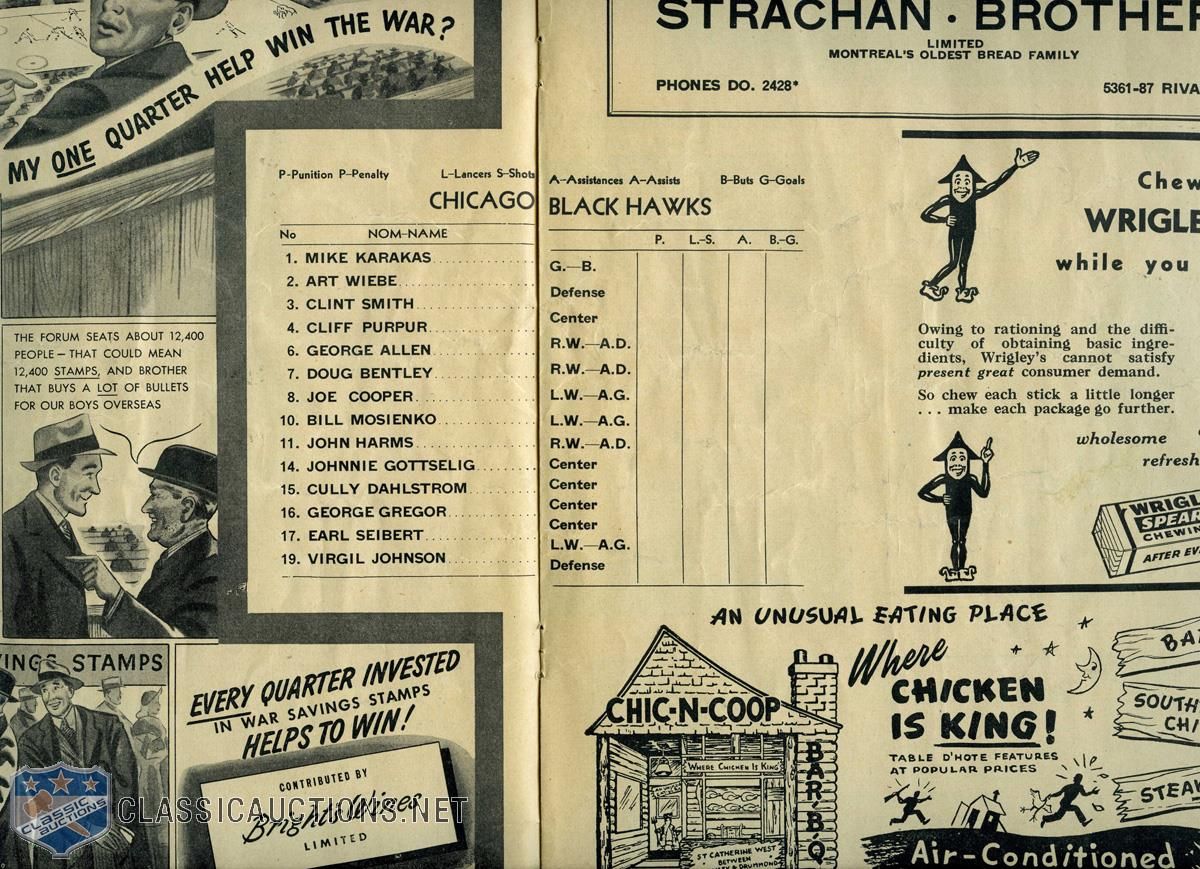 MY ONE QUARTER HELP WIN THE WAR?
THE FORUM SEATS ABOUT 12,400
PEOPLE – THAT COULD MEAN
12,400 STAMPS, AND BROTHER
THAT BUYS A LOT OF BULLETS
FOR OUR BOYS OVERSEAS
STAMPS
EVERY QUARTER INVESTED
IN WAR SAVINGS STAMPS
HELPS TO WIN!
CONTRIBUTED BY
LIMITED
CLASSIC AUCTIONS
CLASSICAUCTIONS.NET
P-Punition P-Penalty L-Lancers S-Shots A-Assistances A-Assists B-Buts G-Goals
CHICAGO BLACK HAWKS
No NOM-NAME P. L.-S. A. B.-G.
1. MIKE KARAKAS G.—B.
2. ART WIEBE Defense
3. CLINT SMITH Center
4. CLIFF PURPUR R.W.—A.D.
6. GEORGE ALLEN R.W.—A.D.
7. DOUG BENTLEY L.W.—A.G.
8. JOE COOPER L.W.—A.G.
10. BILL MOSIENKO R.W.—A.D.
11. JOHN HARMS Center
14. JOHNNIE GOTTSELIG Center
15. CULLY DAHLSTROM Center
16. GEORGE GREGOR Center
17. EARL SEIBERT L.W.—A.G.
19. VIRGIL JOHNSON Defense
STRACHAN · BROTHER
LIMITED
MONTREAL'S OLDEST BREAD FAMILY
PHONES DO. 2428* 5361-87 RIVA
Chew
WRIGLE
while you
Owing to rationing and the diffi-
culty of obtaining basic ingre-
dients, Wrigley's cannot satisfy
present great consumer demand.
So chew each stick a little longer
. . . make each package go further.
wholesome
refresh
WRIGL
SPEAR
CHEWIN
AFTER EV
AN UNUSUAL EATING PLACE
Where
CHICKEN
IS KING!
TABLE D'HOTE FEATURES
AT POPULAR PRICES
CHIC-N-COOP
WHERE CHICKEN IS KING
BAR'B'Q
ST CATHERINE WEST
BETWEEN
& DRUMMOND
BA
SOUTH
CHI
STEAK
Air-Conditioned